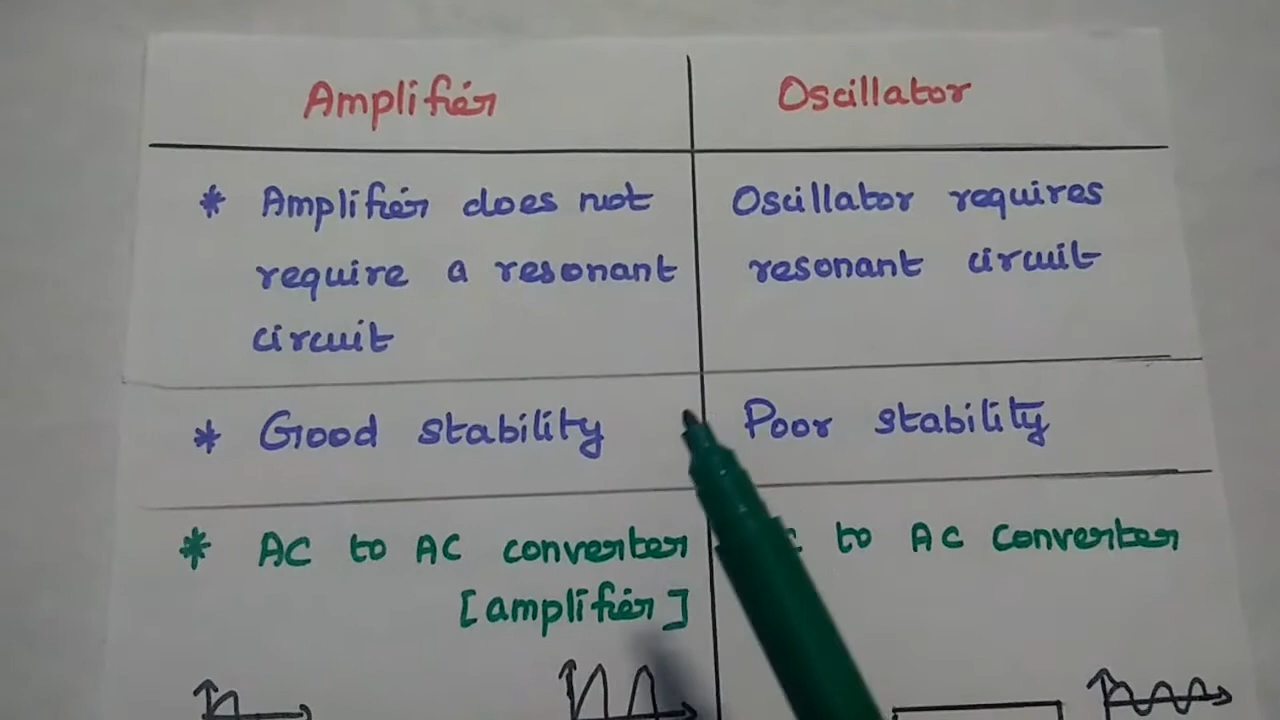 Amplifier
Oscillator
* Amplifier does not
require a resonant
circuit
Oscillator requires
resonant circuit
* Good stability
Poor stability
* AC to AC converter
[amplifier]
to AC converter